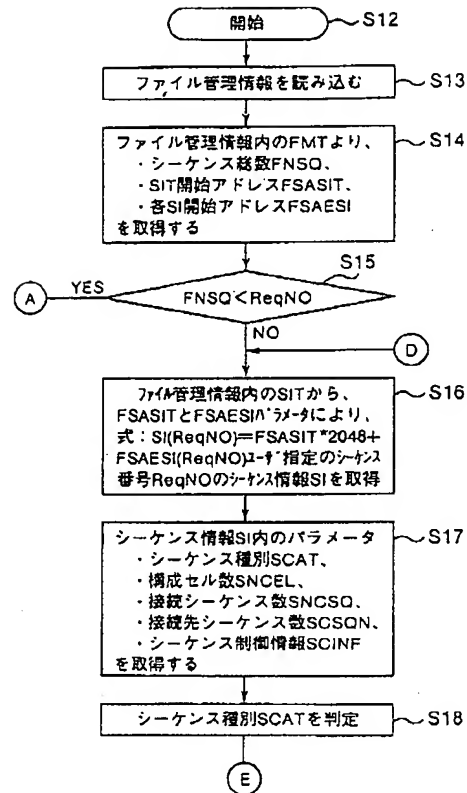 開始
S12
ファイル管理情報を読み込む
S13
ファイル管理情報内のFMTより、
・シーケンス総数FNSQ、
・SIT開始アドレスFSASIT、
・各SI開始アドレスFSAESI
を取得する
S14
S15
A
YES
FNSQ<ReqNO
NO
D
ファイル管理情報内のSITから、
FSASITとFSAESIパラメータにより、
式:SI(ReqNO)=FSASIT*2048+
FSAESI(ReqNO)ユーザ指定のシーケンス
番号ReqNOのシーケンス情報SIを取得
S16
シーケンス情報SI内のパラメータ
・シーケンス種別SCAT、
・構成セル数SNCEL、
・接続シーケンス数SNCSQ、
・接続先シーケンス数SCSQN、
・シーケンス制御情報SCINF
を取得する
S17
シーケンス種別SCATを判定
S18
E